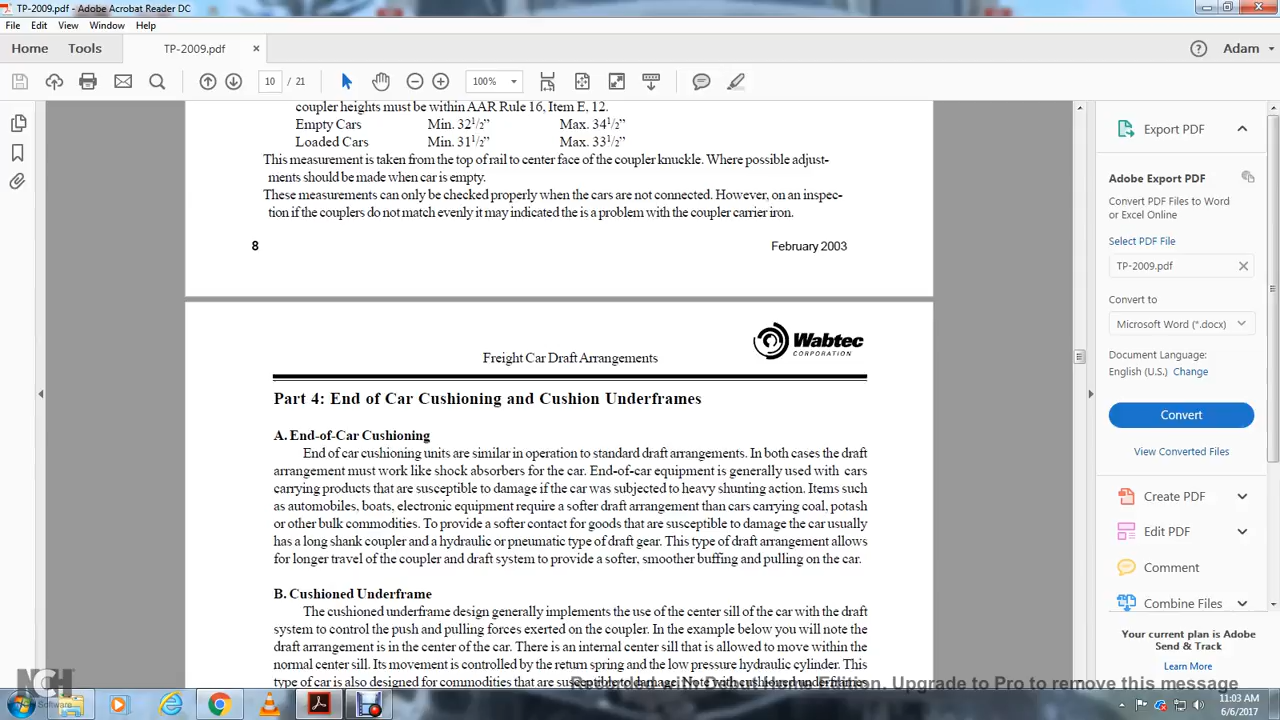 TP-2009.pdf - Adobe Acrobat Reader DC
File Edit View Window Help
Home Tools TP-2009.pdf × Adam
10 / 21 100%
coupler heights must be within AAR Rule 16, Item E, 12.
Empty Cars Min. 32 1/2” Max. 34 1/2”
Loaded Cars Min. 31 1/2” Max. 33 1/2”
This measurement is taken from the top of rail to center face of the coupler knuckle. Where possible adjust-
ments should be made when car is empty.
These measurements can only be checked properly when the cars are not connected. However, on an inspec-
tion if the couplers do not match evenly it may indicated the is a problem with the coupler carrier iron.
8 February 2003
Wabtec
CORPORATION
Freight Car Draft Arrangements
Part 4: End of Car Cushioning and Cushion Underframes
A. End-of-Car Cushioning
End of car cushioning units are similar in operation to standard draft arrangements. In both cases the draft
arrangement must work like shock absorbers for the car. End-of-car equipment is generally used with cars
carrying products that are susceptible to damage if the car was subjected to heavy shunting action. Items such
as automobiles, boats, electronic equipment require a softer draft arrangement than cars carrying coal, potash
or other bulk commodities. To provide a softer contact for goods that are susceptible to damage the car usually
has a long shank coupler and a hydraulic or pneumatic type of draft gear. This type of draft arrangement allows
for longer travel of the coupler and draft system to provide a softer, smoother buffing and pulling on the car.
B. Cushioned Underframe
The cushioned underframe design generally implements the use of the center sill of the car with the draft
system to control the push and pulling forces exerted on the coupler. In the example below you will note the
draft arrangement is in the center of the car. There is an internal center sill that is allowed to move within the
normal center sill. Its movement is controlled by the return spring and the low pressure hydraulic cylinder. This
type of car is also designed for commodities that are susceptible to damage. Note with cushioned underframes
Export PDF
Adobe Export PDF
Convert PDF Files to Word
or Excel Online
Select PDF File
TP-2009.pdf
Convert to
Microsoft Word (*.docx)
Document Language:
English (U.S.) Change
Convert
View Converted Files
Create PDF
Edit PDF
Comment
Combine Files
Your current plan is Adobe
Send & Track
Learn More
NCH Software
Recorded with Debut Home Edition. Upgrade to Pro to remove this message
11:03 AM
6/6/2017